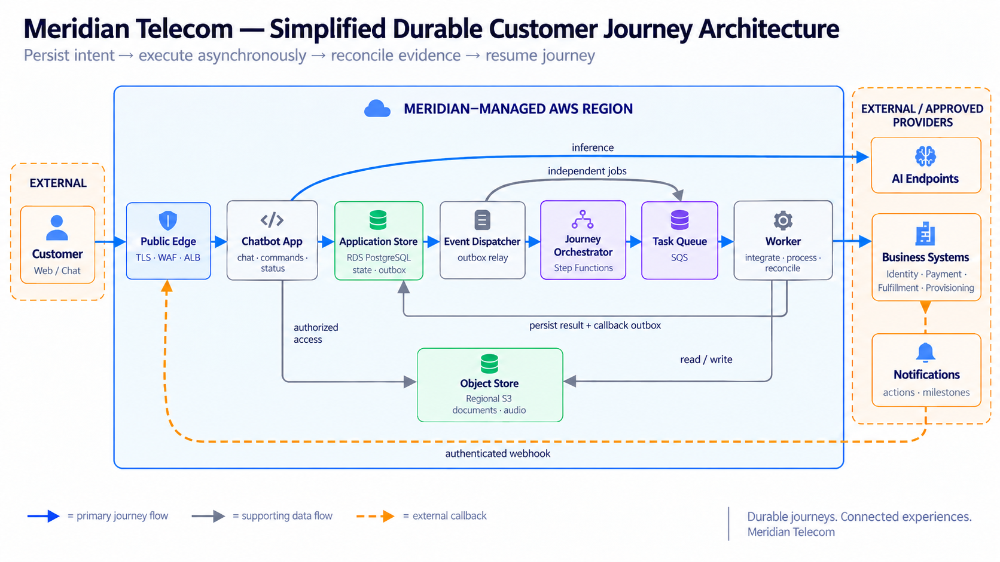 Meridian Telecom — Simplified Durable Customer Journey Architecture
Persist intent → execute asynchronously → reconcile evidence → resume journey
MERIDIAN–MANAGED AWS REGION
EXTERNAL / APPROVED
PROVIDERS
inference
independent jobs
AI Endpoints
EXTERNAL
Customer
Web / Chat
Public Edge
TLS · WAF · ALB
Chatbot App
chat · commands ·
status
Application Store
RDS PostgreSQL
state · outbox
Event Dispatcher
outbox relay
Journey
Orchestrator
Step Functions
Task Queue
SQS
Worker
integrate · process ·
reconcile
Business Systems
Identity · Payment ·
Fulfillment · Provisioning
authorized
access
persist result + callback outbox
read / write
Object Store
Regional S3
documents · audio
Notifications
actions · milestones
authenticated webhook
= primary journey flow
= supporting data flow
= external callback
Durable journeys. Connected experiences.
Meridian Telecom